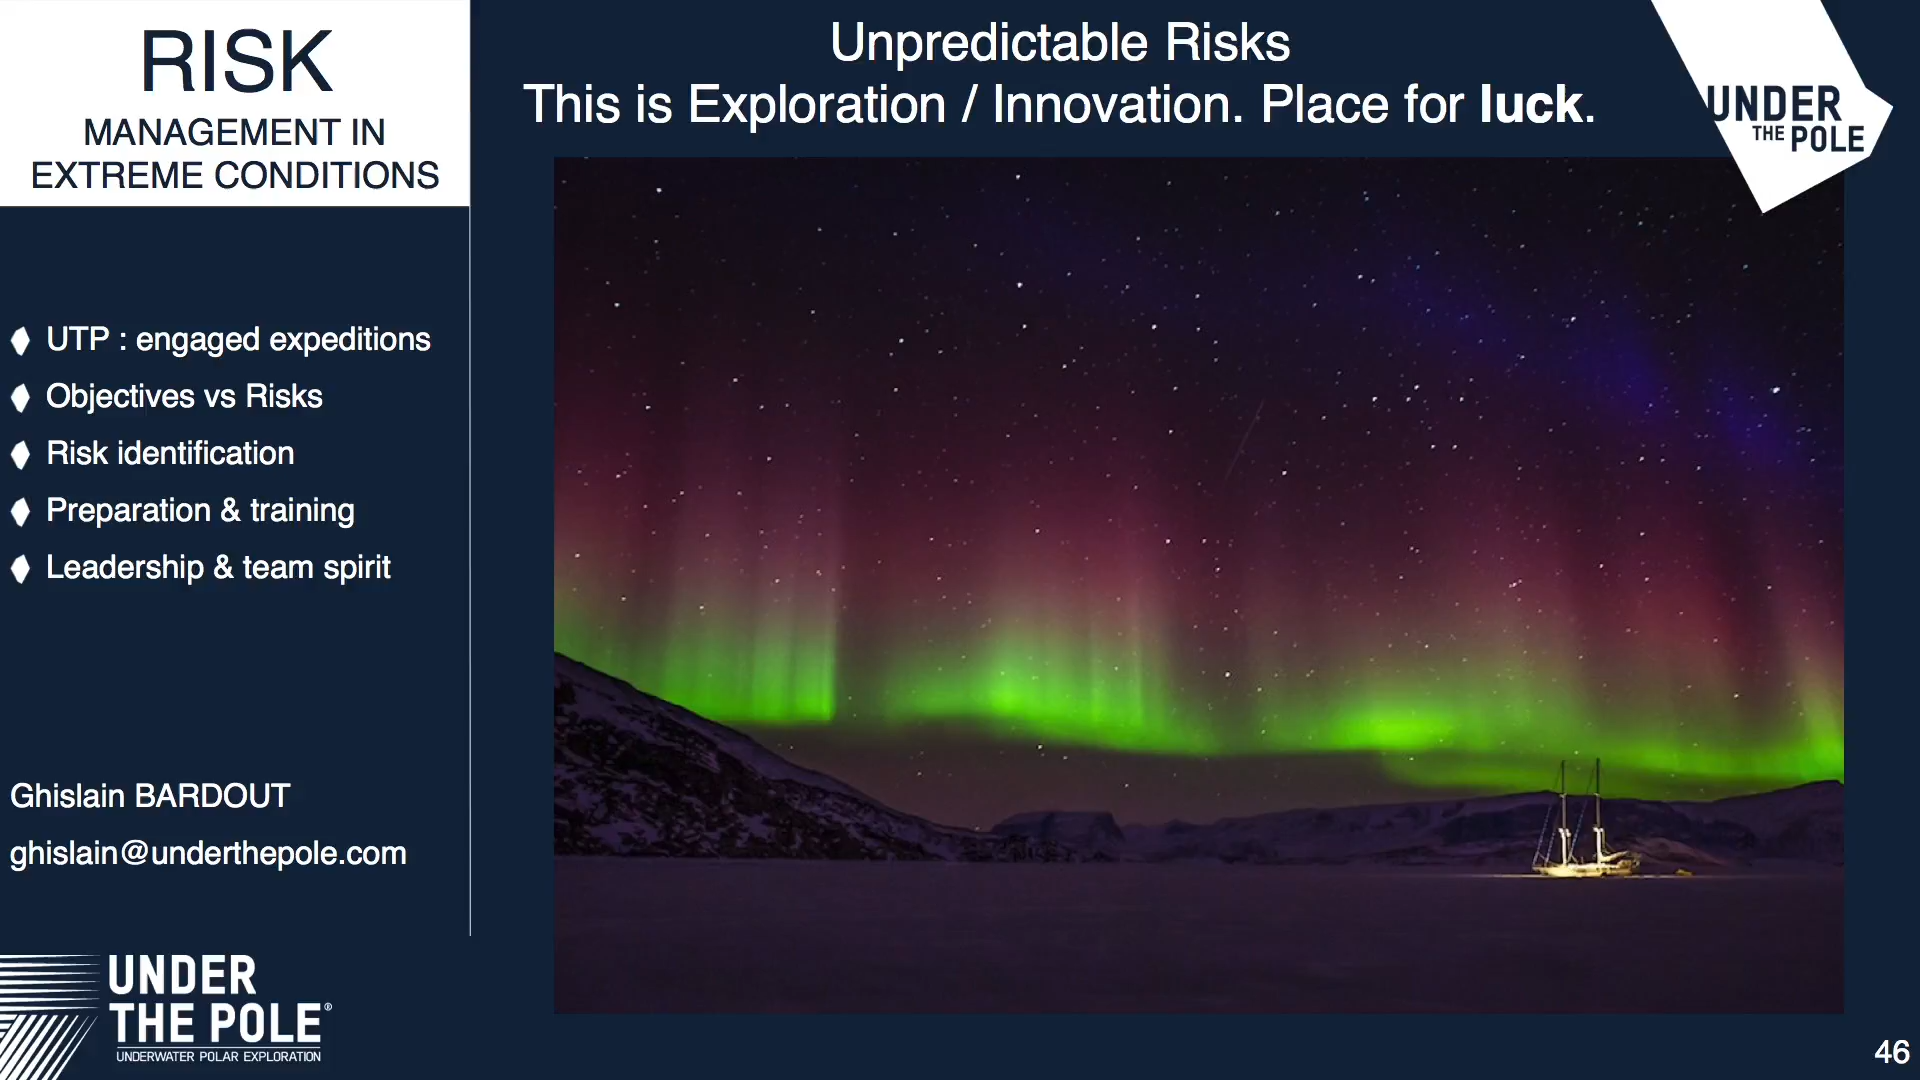 RISK
MANAGEMENT IN
EXTREME CONDITIONS
UTP : engaged expeditions
Objectives vs Risks
Risk identification
Preparation & training
Leadership & team spirit
Ghislain BARDOUT
ghislain@underthepole.com
UNDER
THE POLE®
UNDERWATER POLAR EXPLORATION
Unpredictable Risks
This is Exploration / Innovation. Place for luck.
UNDER
THE POLE
46